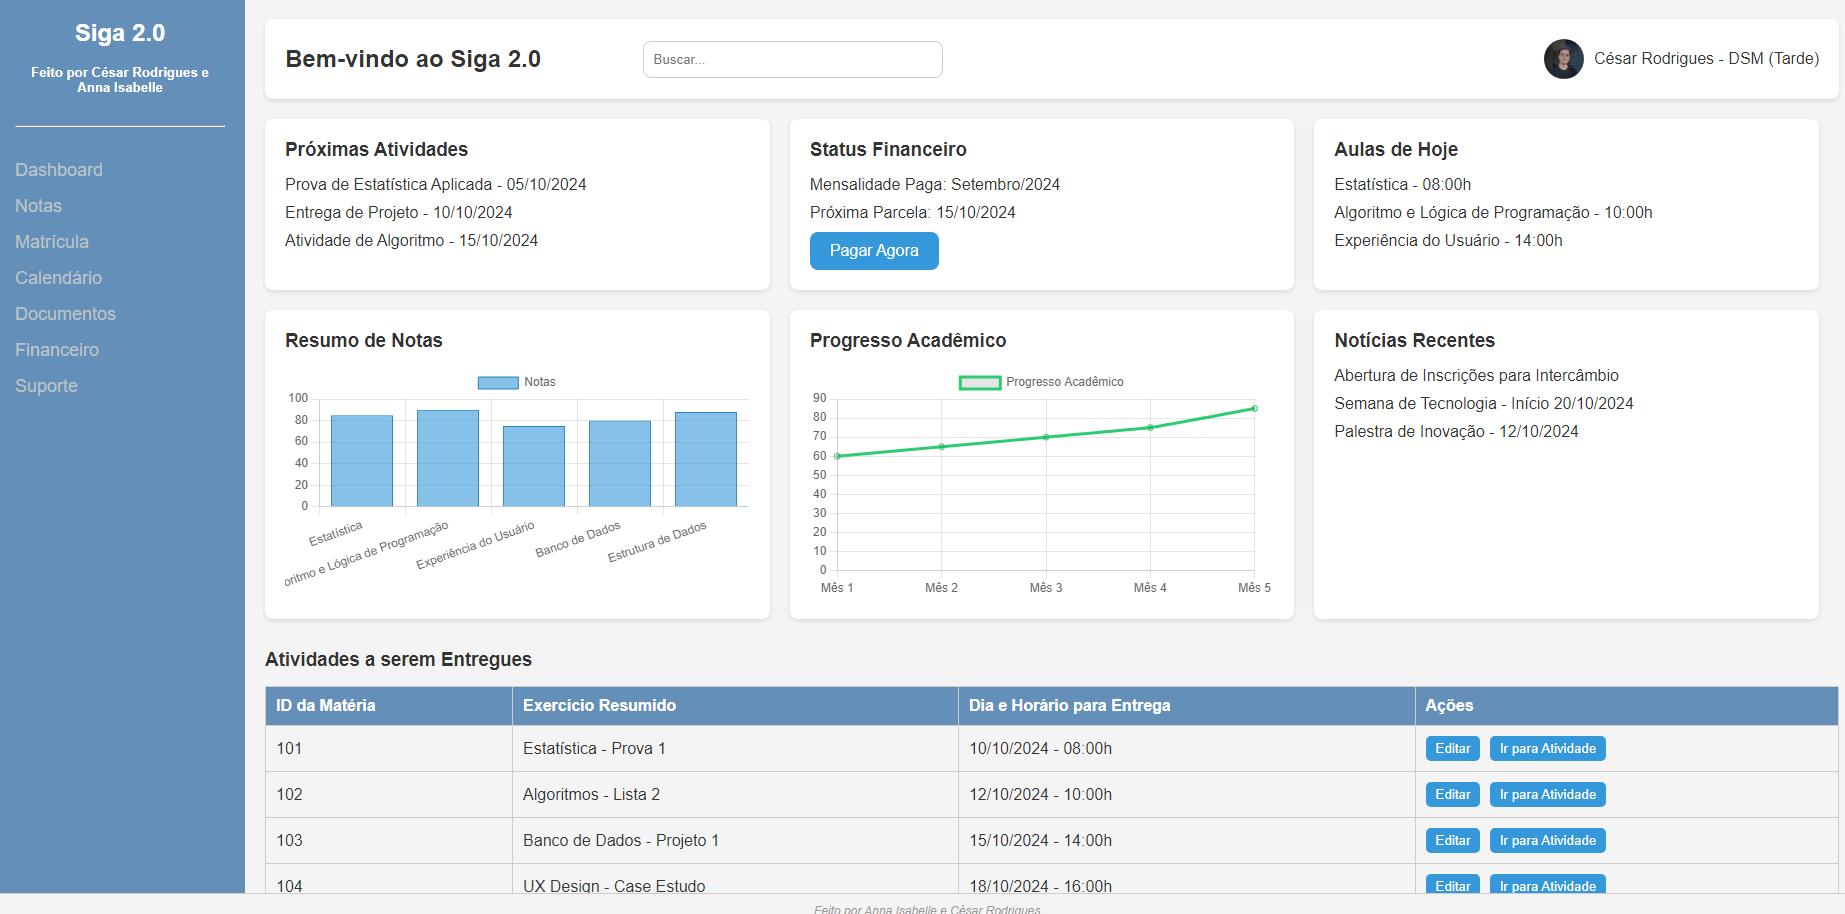 Siga 2.0
Feito por César Rodrigues e
Anna Isabelle
Dashboard
Notas
Matrícula
Calendário
Documentos
Financeiro
Suporte
Bem-vindo ao Siga 2.0
Buscar...
César Rodrigues - DSM (Tarde)
Próximas Atividades
Prova de Estatística Aplicada - 05/10/2024
Entrega de Projeto - 10/10/2024
Atividade de Algoritmo - 15/10/2024
Status Financeiro
Mensalidade Paga: Setembro/2024
Próxima Parcela: 15/10/2024
Pagar Agora
Aulas de Hoje
Estatística - 08:00h
Algoritmo e Lógica de Programação - 10:00h
Experiência do Usuário - 14:00h
Resumo de Notas
Notas
100
80
60
40
20
0
Estatística
oritmo e Lógica de Programação
Experiência do Usuário
Banco de Dados
Estrutura de Dados
Progresso Acadêmico
Progresso Acadêmico
90
80
70
60
50
40
30
20
10
0
Mês 1
Mês 2
Mês 3
Mês 4
Mês 5
Notícias Recentes
Abertura de Inscrições para Intercâmbio
Semana de Tecnologia - Início 20/10/2024
Palestra de Inovação - 12/10/2024
Atividades a serem Entregues
ID da Matéria Exercício Resumido Dia e Horário para Entrega Ações
101 Estatística - Prova 1 10/10/2024 - 08:00h Editar Ir para Atividade
102 Algoritmos - Lista 2 12/10/2024 - 10:00h Editar Ir para Atividade
103 Banco de Dados - Projeto 1 15/10/2024 - 14:00h Editar Ir para Atividade
104 UX Design - Case Estudo 18/10/2024 - 16:00h Editar Ir para Atividade
Feito por Anna Isabelle e César Rodrigues